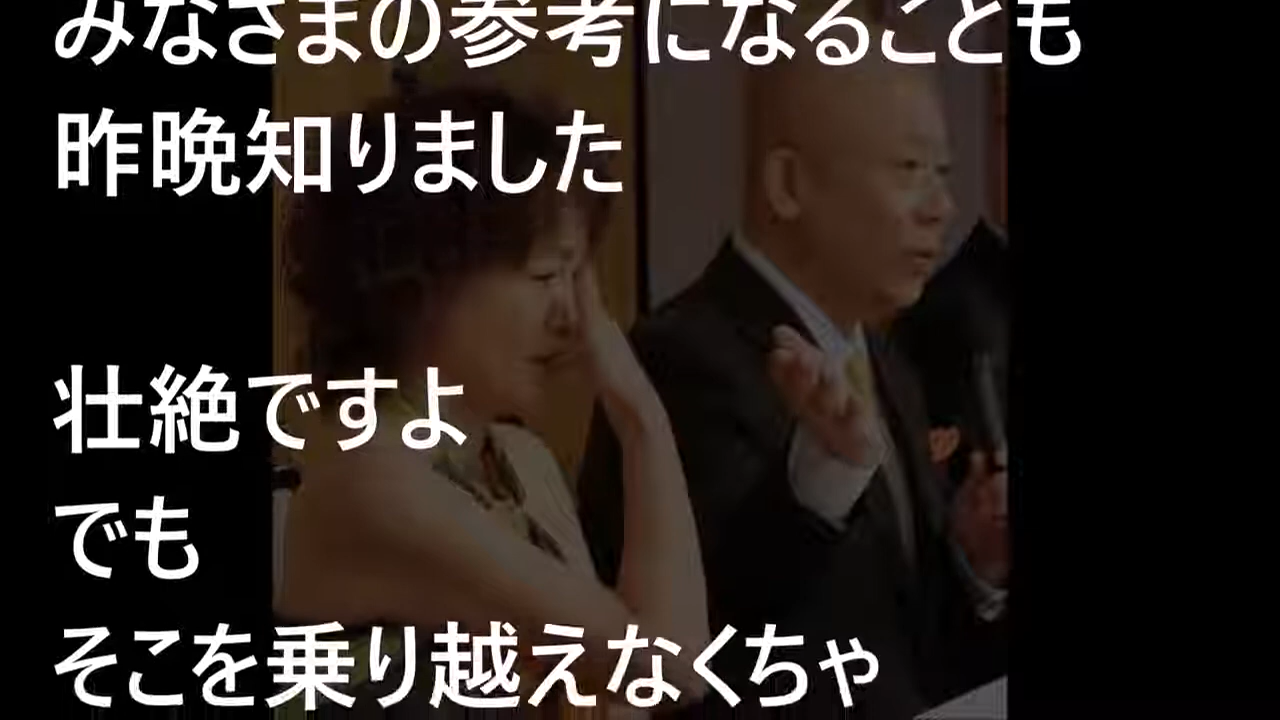 みなさまの参考になることも
昨晩知りました
壮絶ですよ
でも
そこを乗り越えなくちゃ